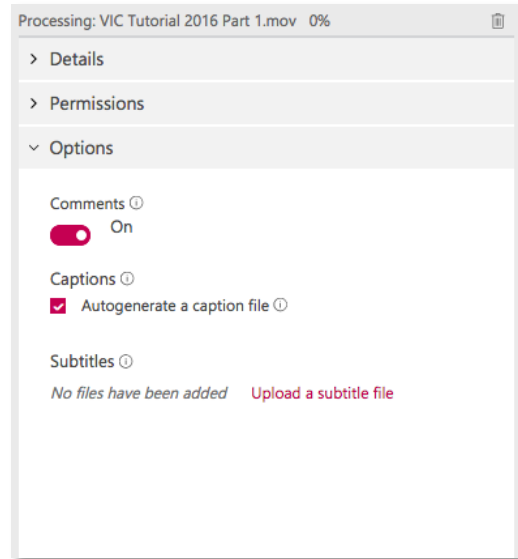 Processing: VIC Tutorial 2016 Part 1.mov 0%
Details
Permissions
Options
Comments
On
Captions
Autogenerate a caption file
Subtitles
No files have been added Upload a subtitle file